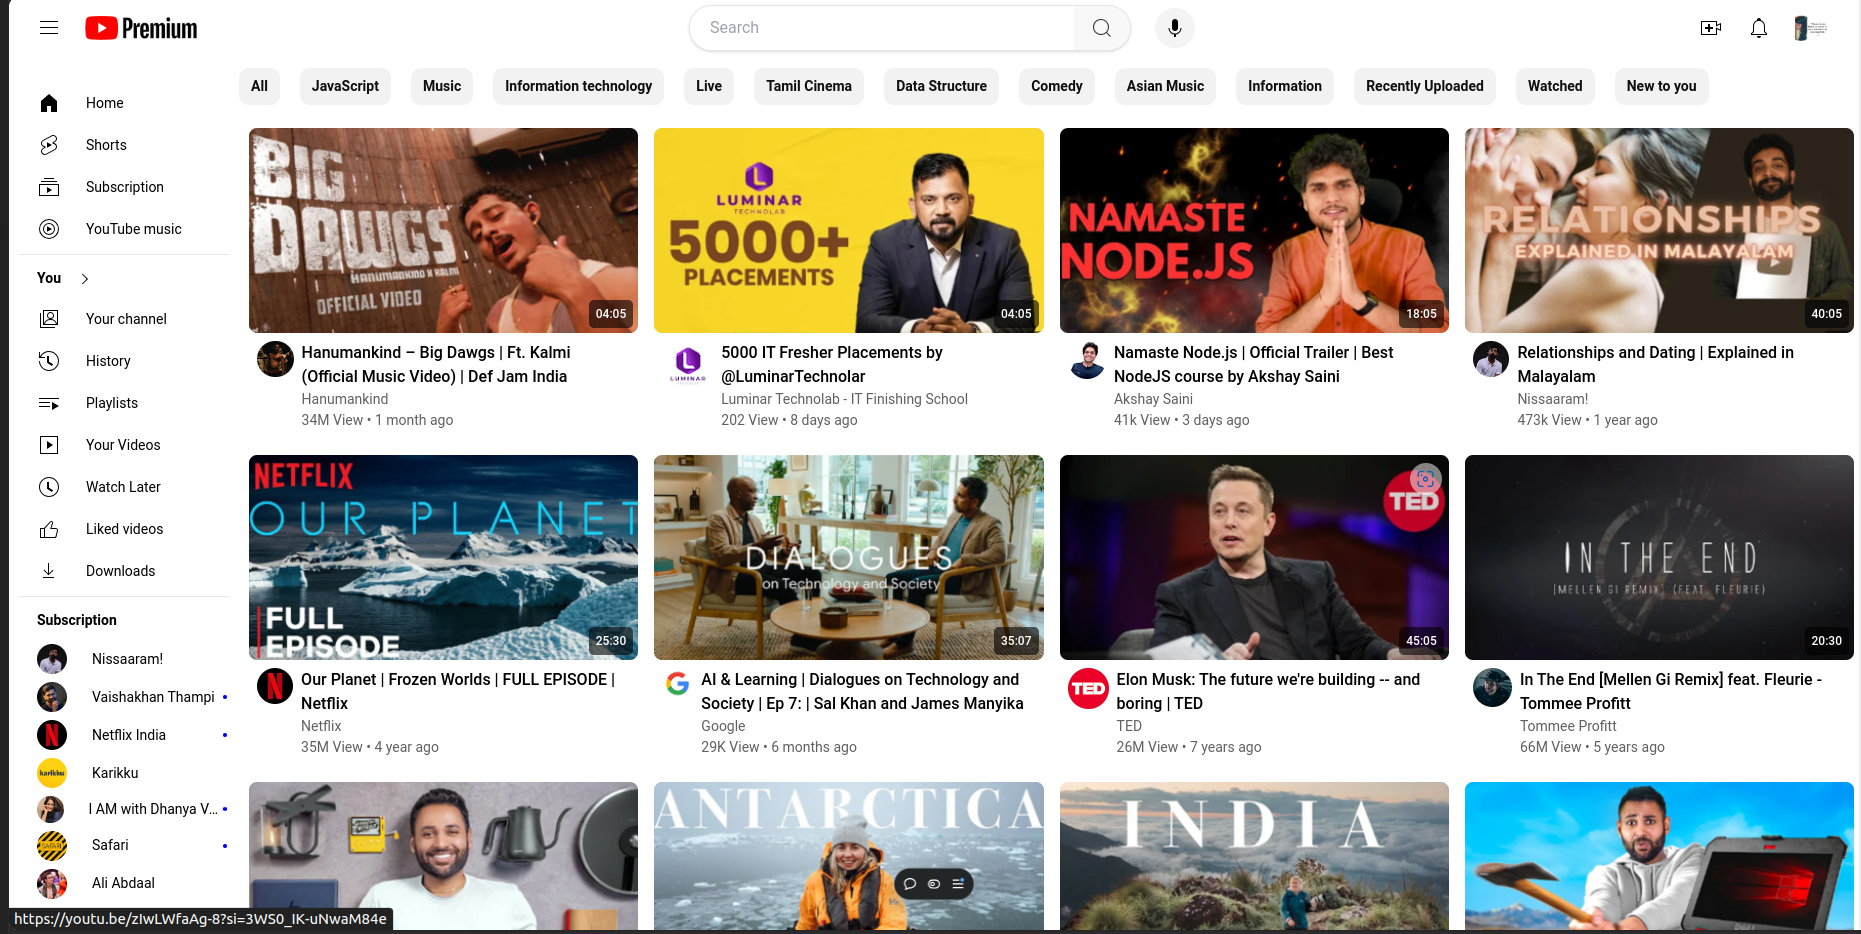 Premium
Search
All
JavaScript
Music
Information technology
Live
Tamil Cinema
Data Structure
Comedy
Asian Music
Information
Recently Uploaded
Watched
New to you
Home
Shorts
Subscription
YouTube music
You
Your channel
History
Playlists
Your Videos
Watch Later
Liked videos
Downloads
Subscription
Nissaaram!
Vaishakhan Thampi
Netflix India
karikku
Karikku
I AM with Dhanya V...
SAFARI
Safari
Ali Abdaal
BIG
DAWGS
HANUMANKIND X KALMI
OFFICIAL VIDEO
04:05
Hanumankind – Big Dawgs | Ft. Kalmi
(Official Music Video) | Def Jam India
Hanumankind
34M View • 1 month ago
LUMINAR
TECHNOLAB
5000+
PLACEMENTS
04:05
LUMINAR
5000 IT Fresher Placements by
@LuminarTechnolar
Luminar Technolab - IT Finishing School
202 View • 8 days ago
NAMASTE
NODE.JS
18:05
Namaste Node.js | Official Trailer | Best
NodeJS course by Akshay Saini
Akshay Saini
41k View • 3 days ago
RELATIONSHIPS
EXPLAINED IN MALAYALAM
40:05
Relationships and Dating | Explained in
Malayalam
Nissaaram!
473k View • 1 year ago
NETFLIX
OUR PLANET
FULL
EPISODE
25:30
Our Planet | Frozen Worlds | FULL EPISODE |
Netflix
Netflix
35M View • 4 year ago
DIALOGUES
on Technology and Society
35:07
AI & Learning | Dialogues on Technology and
Society | Ep 7: | Sal Khan and James Manyika
Google
29K View • 6 months ago
TED
45:05
TED
Elon Musk: The future we're building -- and
boring | TED
TED
26M View • 7 years ago
IN THE END
[MELLEN GI REMIX] (FEAT. FLEURIE)
20:30
In The End [Mellen Gi Remix] feat. Fleurie -
Tommee Profitt
Tommee Profitt
66M View • 5 years ago
ANTARCTICA
INDIA
https://youtu.be/zIwLWfaAg-8?si=3WS0_IK-uNwaM84e